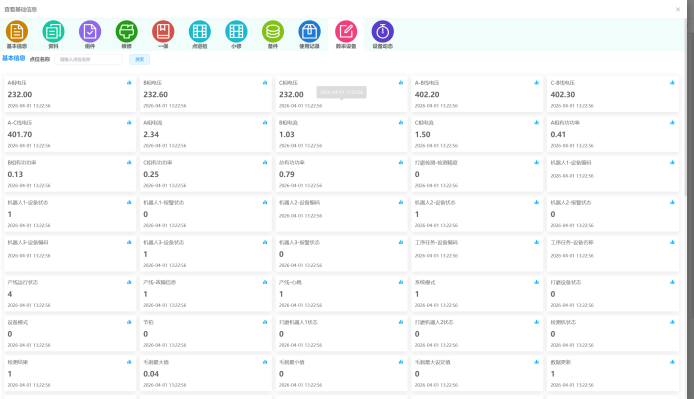 查看基础信息
基本信息 资料 组件 维修 一保 点巡检 小修 备件 使用记录 数采设备 设备动态
基本信息 点位名称 请输入点位名称 搜索
A相电压 B相电压 C相电压 A-B线电压 C-B线电压
232.00 232.60 232.00 402.20 402.30
2026-04-01 13:22:56 2026-04-01 13:22:56 2026-04-01 13:22:56 2026-04-01 13:22:56 2026-04-01 13:22:56
A-C线电压 A相电流 B相电流 C相电流 A相有功功率
401.70 2.34 1.03 1.50 0.41
2026-04-01 13:22:56 2026-04-01 13:22:56 2026-04-01 13:22:56 2026-04-01 13:22:56 2026-04-01 13:22:56
B相有功功率 C相有功功率 总有功功率 打磨检测-检测精度 机器人1-设备编码
0.13 0.25 0.79 0
2026-04-01 13:22:56 2026-04-01 13:22:56 2026-04-01 13:22:56 2026-04-01 13:22:56 2026-04-01 13:22:56
机器人1-设备状态 机器人1-报警状态 机器人2-设备编码 机器人2-设备状态 机器人2-报警状态
1 0 1 0
2026-04-01 13:22:56 2026-04-01 13:22:56 2026-04-01 13:22:56 2026-04-01 13:22:56 2026-04-01 13:22:56
机器人3-设备编码 机器人3-设备状态 机器人3-报警状态 工序任务-设备编码 工序任务-设备名称
1 0
2026-04-01 13:22:56 2026-04-01 13:22:56 2026-04-01 13:22:56 2026-04-01 13:22:56 2026-04-01 13:22:56
产线运行状态 产线-故障信息 产线-心跳 系统模式 打磨设备状态
4 1 1 1 0
2026-04-01 13:22:56 2026-04-01 13:22:56 2026-04-01 13:22:56 2026-04-01 13:22:56 2026-04-01 13:22:56
设备模式 节拍 打磨机器人1状态 打磨机器人2状态 检测机状态
0 0 0 0 0
2026-04-01 13:22:56 2026-04-01 13:22:56 2026-04-01 13:22:56 2026-04-01 13:22:56 2026-04-01 13:22:56
检测结果 毛刺最大值 毛刺最小值 毛刺最大设定值 数据更新
1 0.04 0 0 1
2026-04-01 13:22:56 2026-04-01 13:22:56 2026-04-01 13:22:56 2026-04-01 13:22:56 2026-04-01 13:22:56